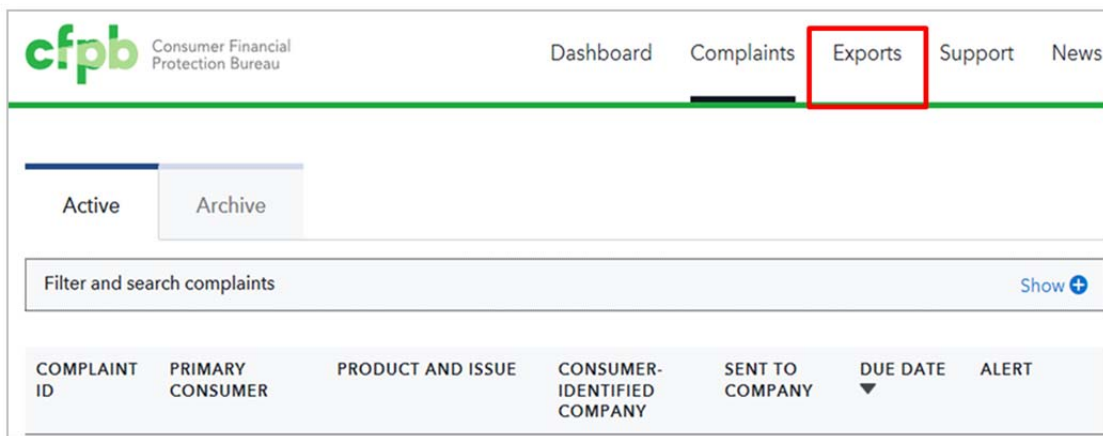 cfpb Consumer Financial
Protection Bureau
Dashboard Complaints Exports Support News
Active Archive
Filter and search complaints Show
COMPLAINT PRIMARY PRODUCT AND ISSUE CONSUMER- SENT TO DUE DATE ALERT
ID CONSUMER IDENTIFIED COMPANY
COMPANY